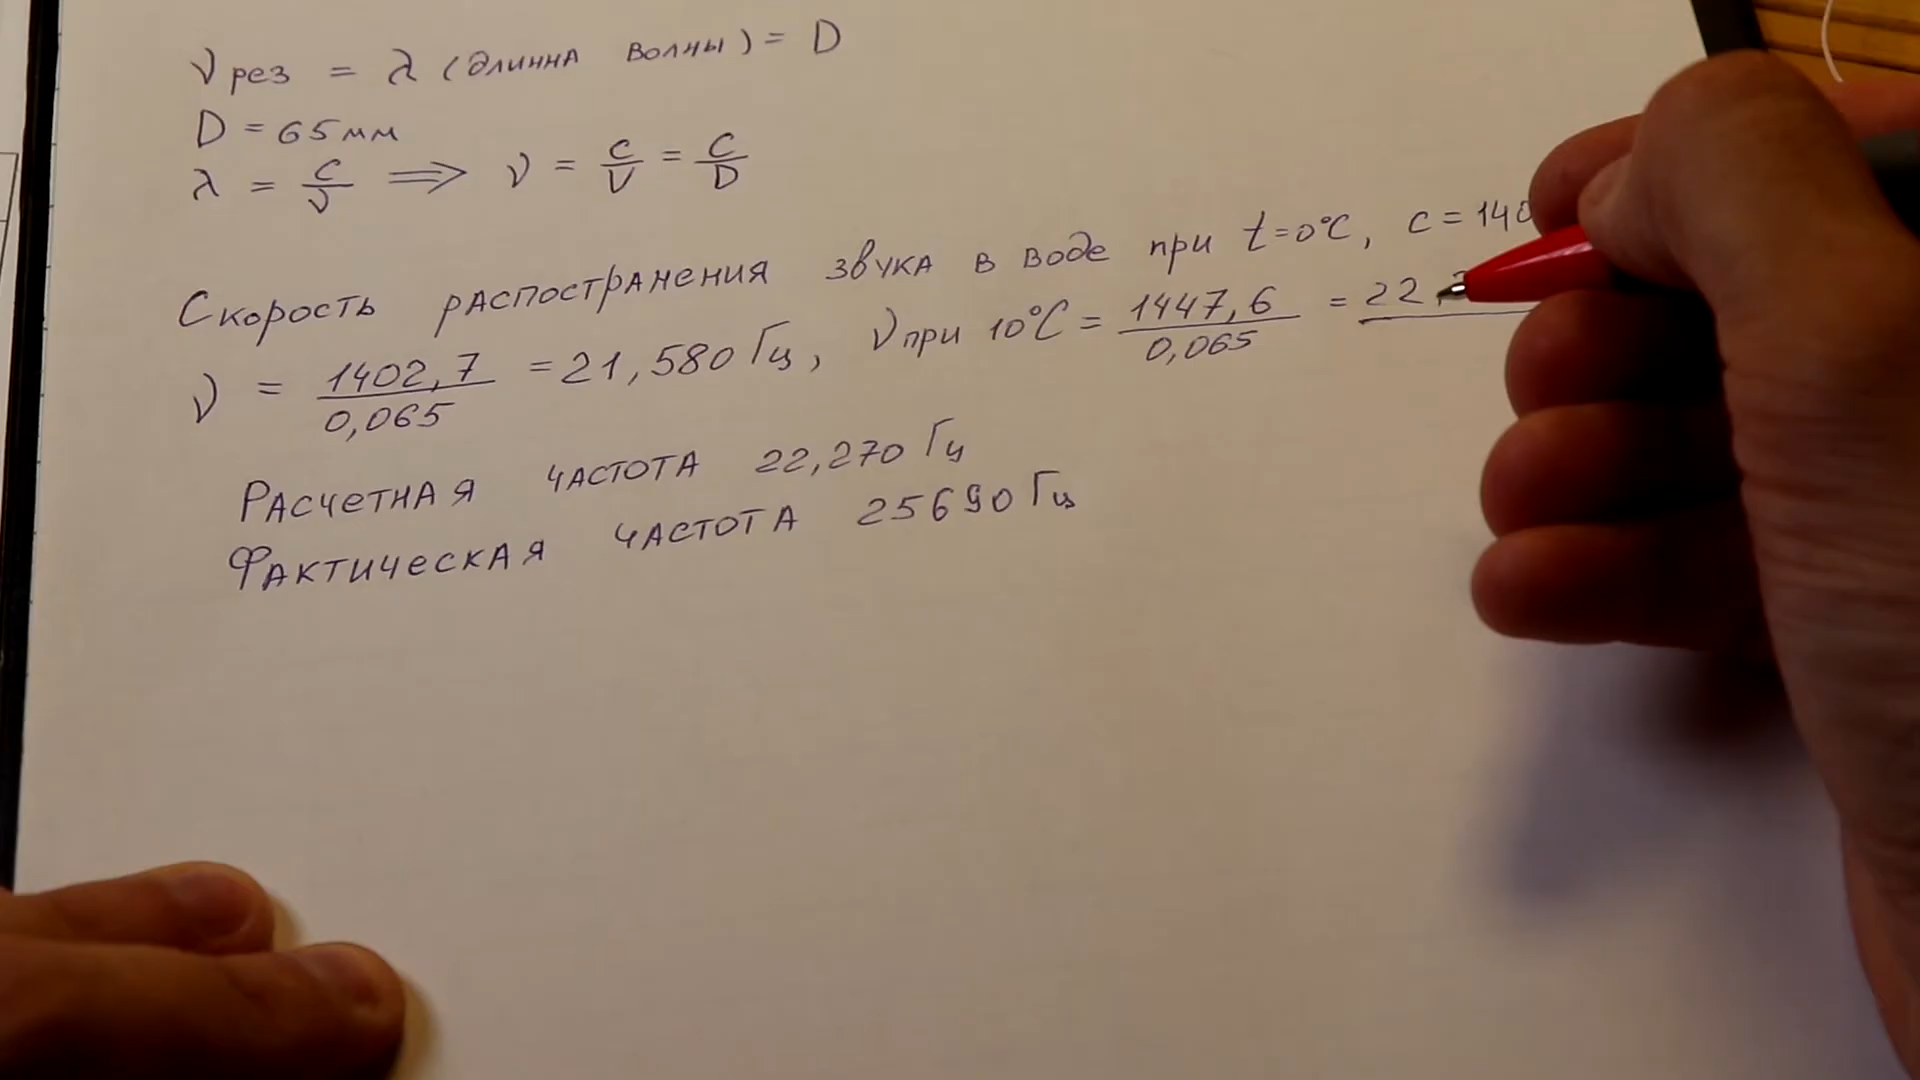 ν рез = λ (длинна волны) = D
D = 65мм
λ = c/ν ⟹ ν = c/V = c/D
Скорость распостранения звука в воде при t=0°C, c = 140
ν = 1402,7/0,065 = 21,580 Гц, ν при 10°C = 1447,6/0,065 = 22,
Расчетная частота 22,270 Гц
Фактическая частота 25690 Гц